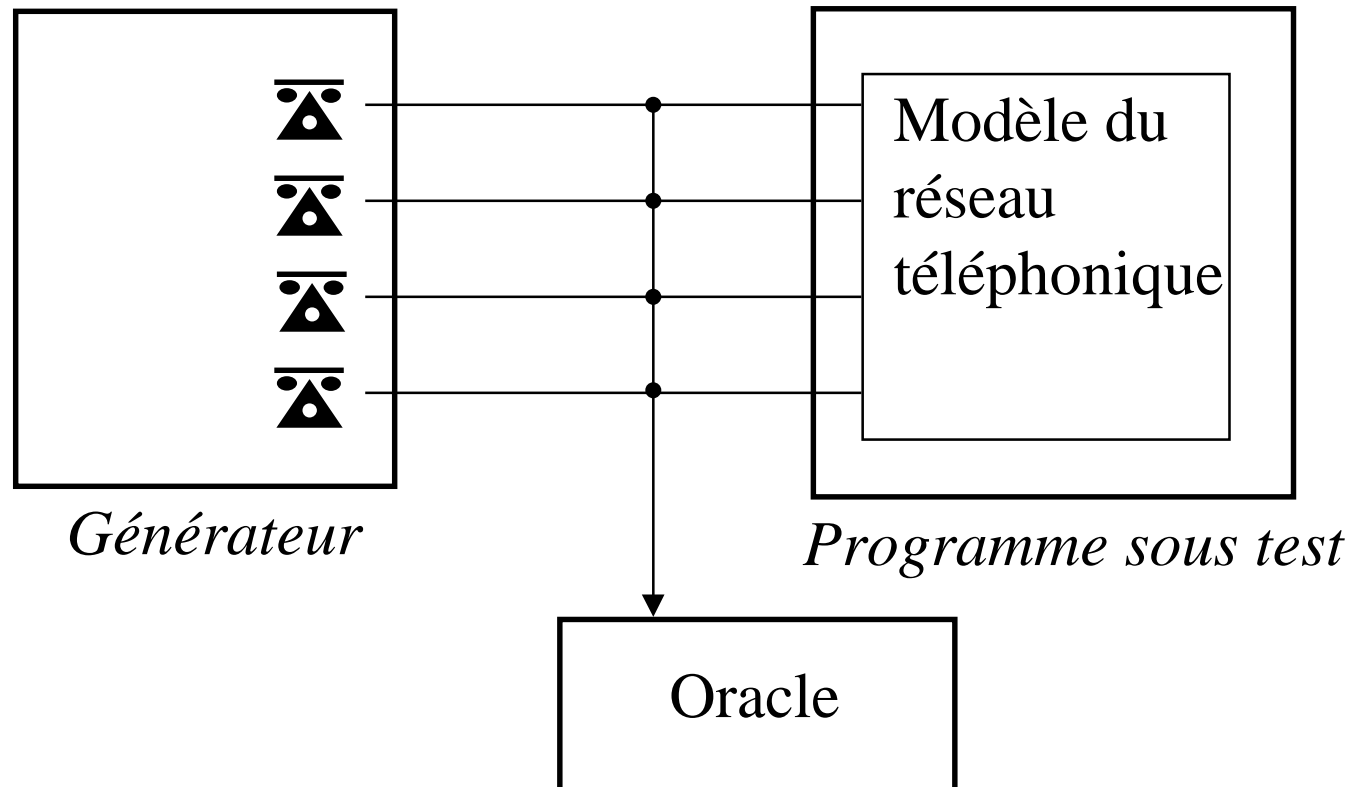 Modèle du
réseau
téléphonique
Générateur
Programme sous test
Oracle